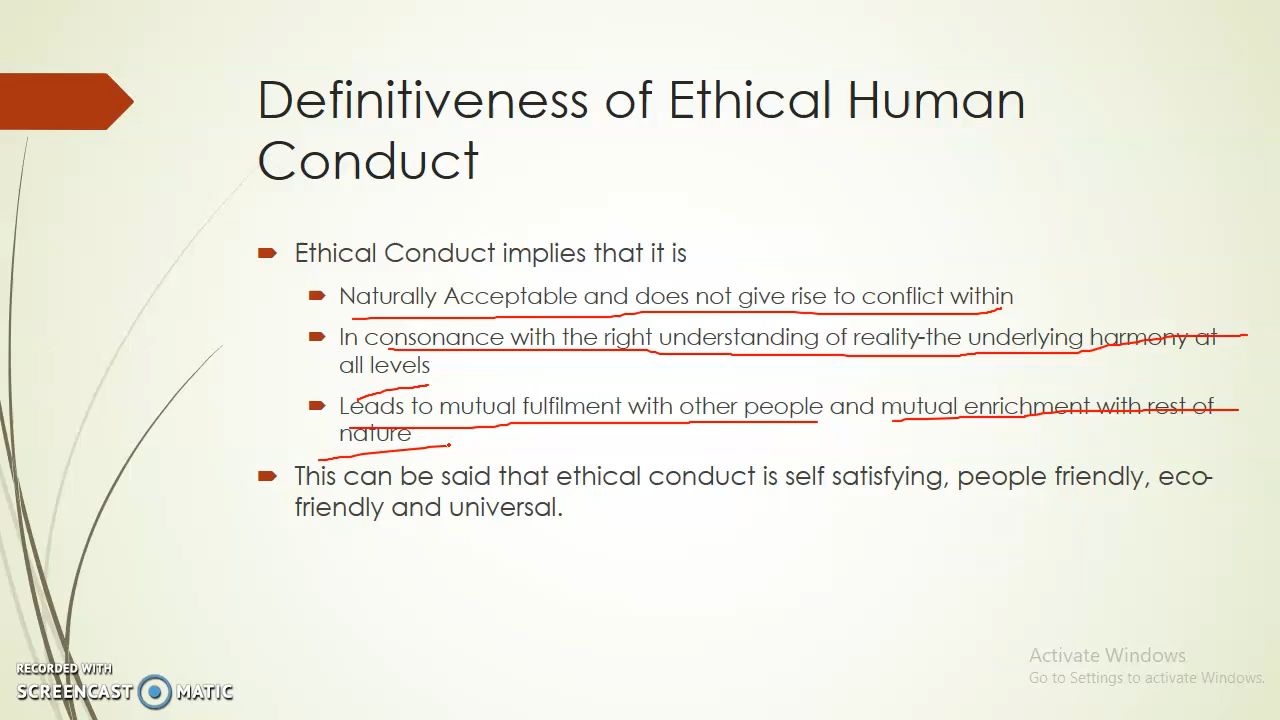 Definitiveness of Ethical Human
Conduct
Ethical Conduct implies that it is
Naturally Acceptable and does not give rise to conflict within
In consonance with the right understanding of reality-the underlying harmony at
all levels
Leads to mutual fulfilment with other people and mutual enrichment with rest of
nature
This can be said that ethical conduct is self satisfying, people friendly, eco-
friendly and universal.
Activate Windows
Go to Settings to activate Windows.
RECORDED WITH
SCREENCAST MATIC